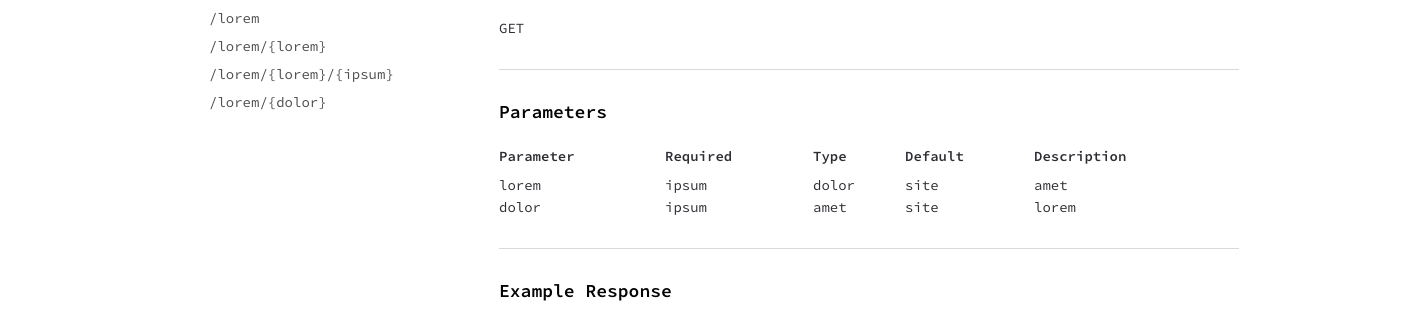 /lorem
/lorem/{lorem}
/lorem/{lorem}/{ipsum}
/lorem/{dolor}
GET
Parameters
Parameter Required Type Default Description
lorem ipsum dolor site amet
dolor ipsum amet site lorem
Example Response